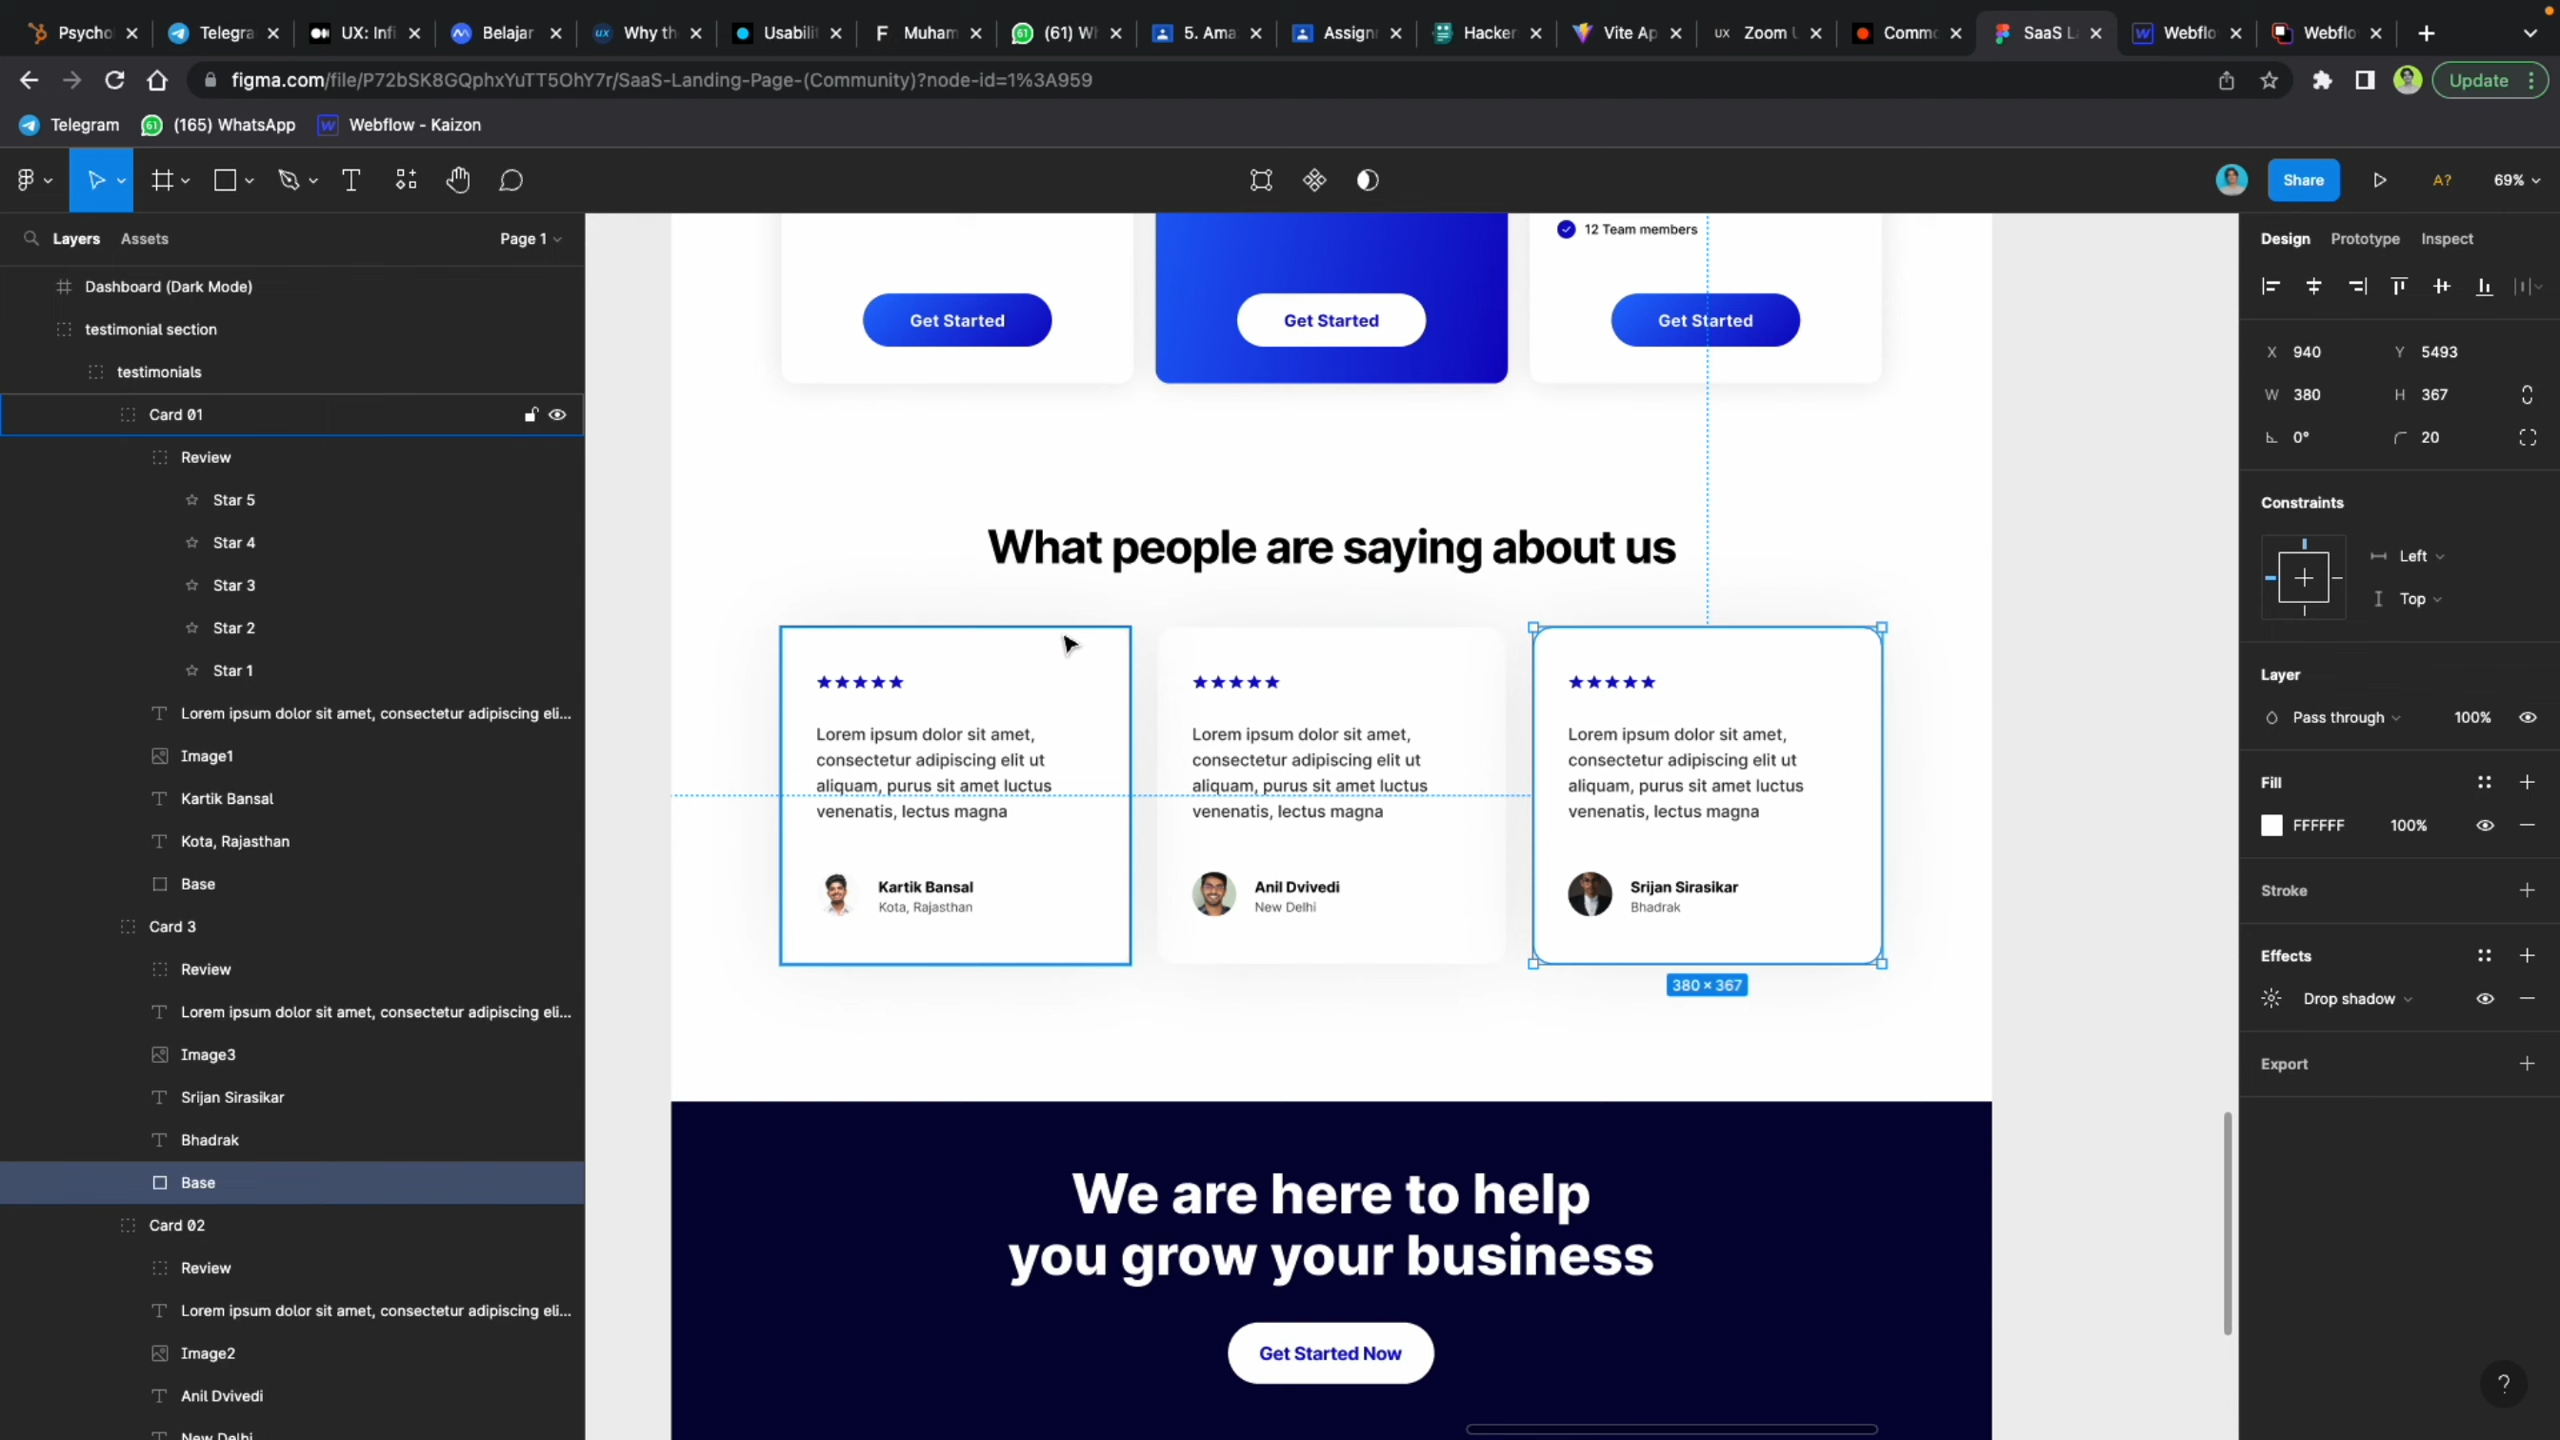 Psycho
Telegra
UX: Infi
Belajar
Why th
Usabilit
Muham
(61) W
5. Ama
Assign
Hacker
Vite Ap
Zoom
Commo
SaaS L
Webflo
Webflo
figma.com/file/P72bSK8GQphxYuTT5OhY7r/SaaS-Landing-Page-(Community)?node-id=1%3A959
Update
Telegram
(165) WhatsApp
Webflow - Kaizon
Share
A?
69%
Layers
Assets
Page 1
Dashboard (Dark Mode)
testimonial section
testimonials
Card 01
Review
Star 5
Star 4
Star 3
Star 2
Star 1
Lorem ipsum dolor sit amet, consectetur adipiscing eli...
Image1
Kartik Bansal
Kota, Rajasthan
Base
Card 3
Review
Lorem ipsum dolor sit amet, consectetur adipiscing eli...
Image3
Srijan Sirasikar
Bhadrak
Base
Card 02
Review
Lorem ipsum dolor sit amet, consectetur adipiscing eli...
Image2
Anil Dvivedi
New Delhi
12 Team members
Get Started
Get Started
Get Started
What people are saying about us
Lorem ipsum dolor sit amet,
consectetur adipiscing elit ut
aliquam, purus sit amet luctus
venenatis, lectus magna
Kartik Bansal
Kota, Rajasthan
Lorem ipsum dolor sit amet,
consectetur adipiscing elit ut
aliquam, purus sit amet luctus
venenatis, lectus magna
Anil Dvivedi
New Delhi
Lorem ipsum dolor sit amet,
consectetur adipiscing elit ut
aliquam, purus sit amet luctus
venenatis, lectus magna
Srijan Sirasikar
Bhadrak
380 × 367
We are here to help
you grow your business
Get Started Now
Design
Prototype
Inspect
X 940
Y 5493
W 380
H 367
0°
20
Constraints
Left
Top
Layer
Pass through
100%
Fill
FFFFFF
100%
Stroke
Effects
Drop shadow
Export
?